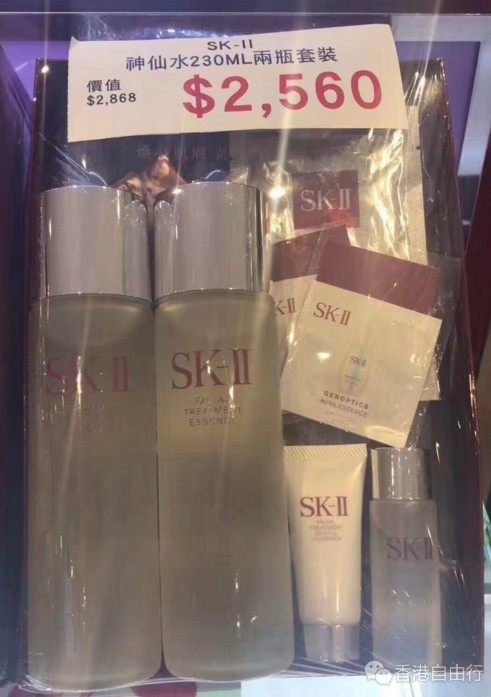 SK-II
神仙水230ML兩瓶套裝
價值
$2,868
$2,560
SK-II
SK-II
SK-II
GENOPTICS
AURA ESSENCE
SK-II
SK-II
FACIAL
TREATMENT
ESSENCE
SK-II
FACIAL
TREATMENT
GENTLE
CLEANSER
SK-II
香港自由行